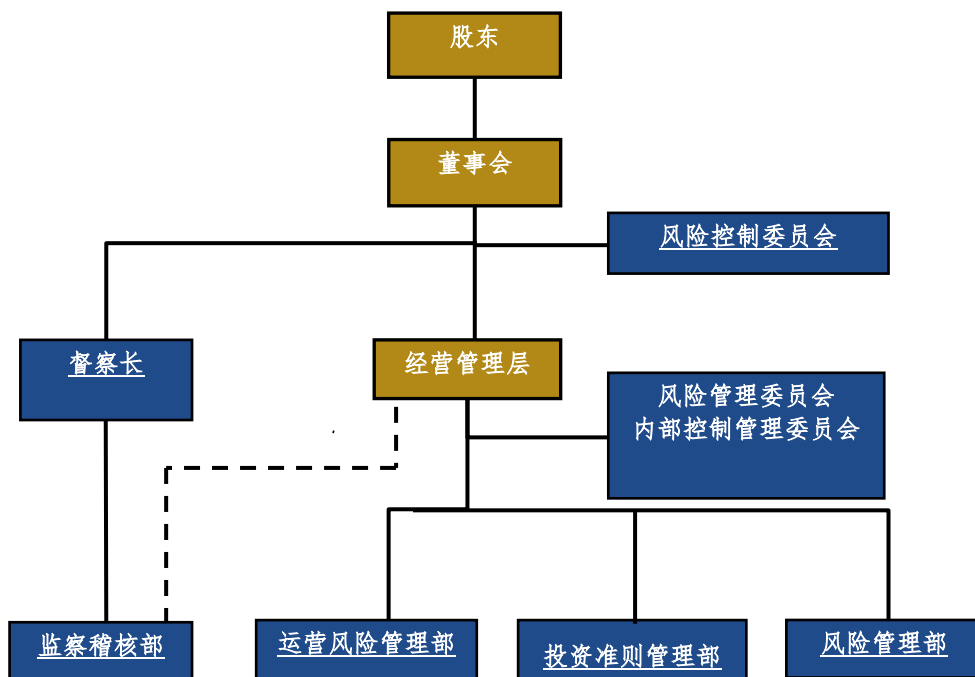 股东
董事会
风险控制委员会
督察长
经营管理层
风险管理委员会
内部控制管理委员会
监察稽核部
运营风险管理部
投资准则管理部
风险管理部